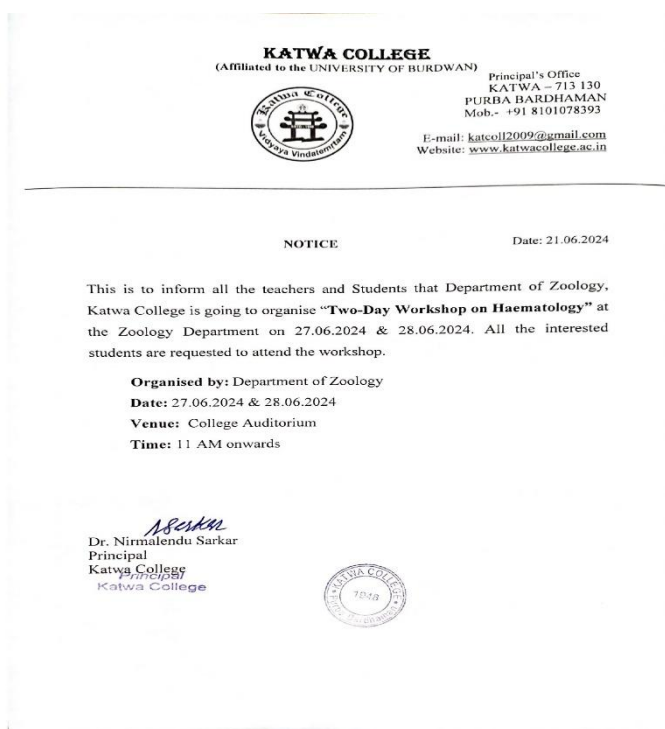 KATWA COLLEGE
(Affiliated to the UNIVERSITY OF BURDWAN)
Principal's Office
KATWA – 713 130
PURBA BARDHAMAN
Mob.- +91 8101078393
E-mail: katcoll2009@gmail.com
Website: www.katwacollege.ac.in
Katwa College
Vidyaya Vindatemrtam
NOTICE
Date: 21.06.2024
This is to inform all the teachers and Students that Department of Zoology,
Katwa College is going to organise “Two-Day Workshop on Haematology” at
the Zoology Department on 27.06.2024 & 28.06.2024. All the interested
students are requested to attend the workshop.
Organised by: Department of Zoology
Date: 27.06.2024 & 28.06.2024
Venue: College Auditorium
Time: 11 AM onwards
NSarkar
Dr. Nirmalendu Sarkar
Principal
Katwa College
Principal
Katwa College
KATWA COLLEGE
1948